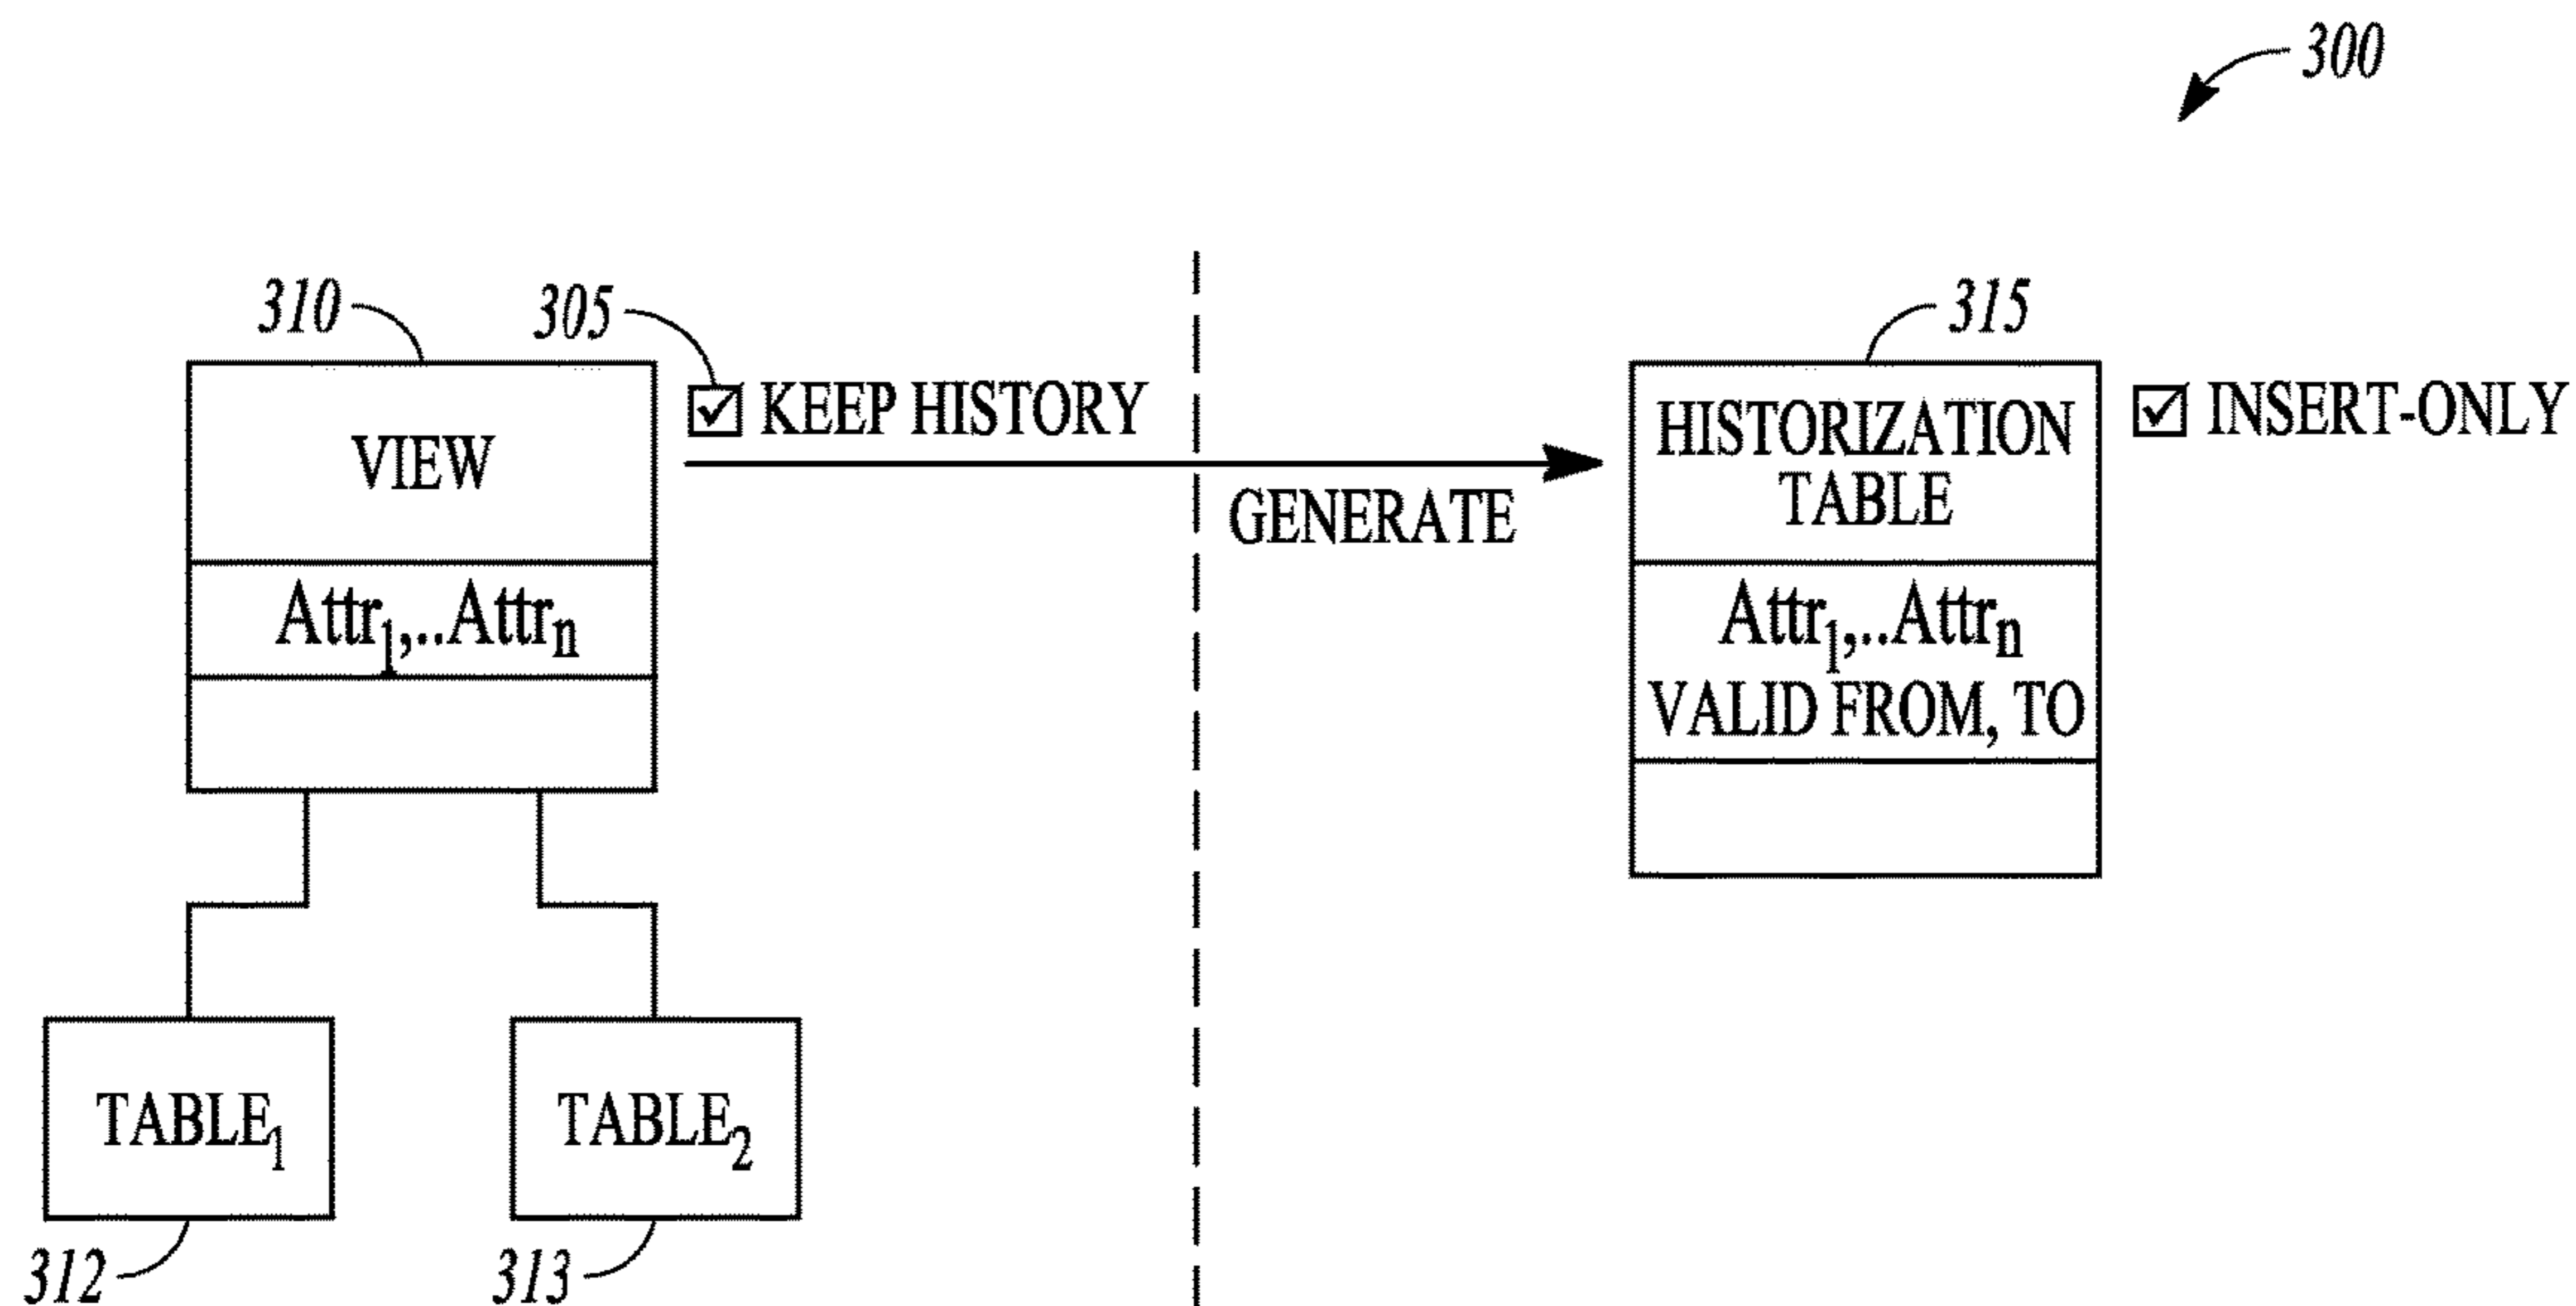 300
310
305
315
VIEW
☑ KEEP HISTORY
GENERATE
HISTORIZATION
TABLE
☑ INSERT-ONLY
Attr1,..Attrn
Attr1,..Attrn
VALID FROM, TO
TABLE1
TABLE2
312
313